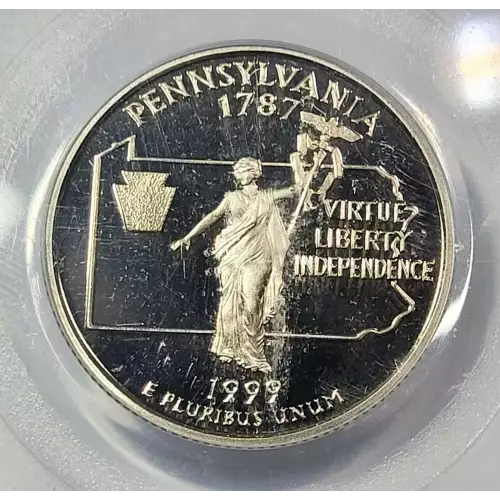 PENNSYLVANIA
1787
VIRTUE
LIBERTY
INDEPENDENCE
1999
E PLURIBUS UNUM